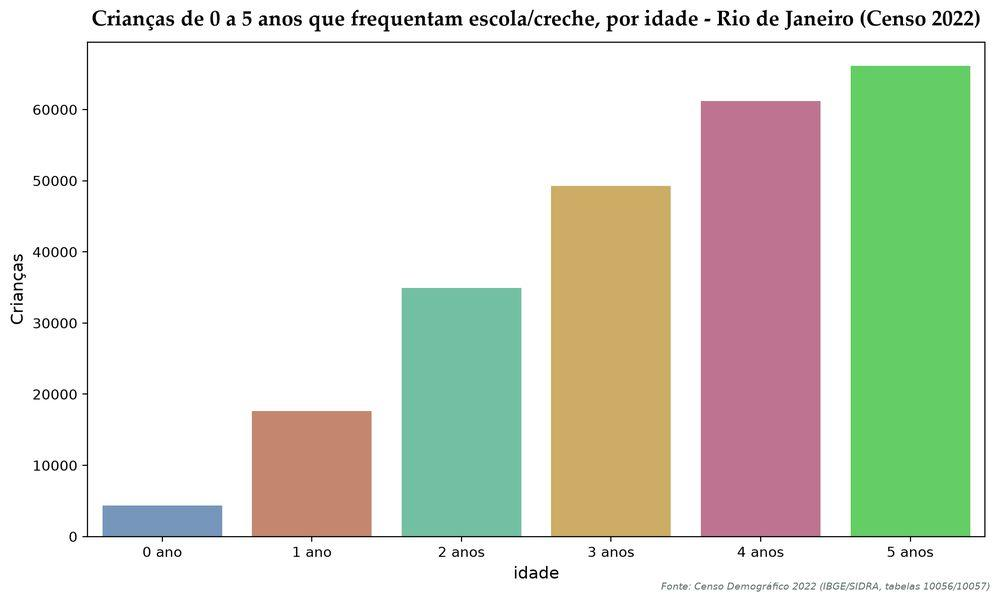 Crianças de 0 a 5 anos que frequentam escola/creche, por idade - Rio de Janeiro (Censo 2022)
Crianças
60000
50000
40000
30000
20000
10000
0
0 ano 1 ano 2 anos 3 anos 4 anos 5 anos
idade
Fonte: Censo Demográfico 2022 (IBGE/SIDRA, tabelas 10056/10057)